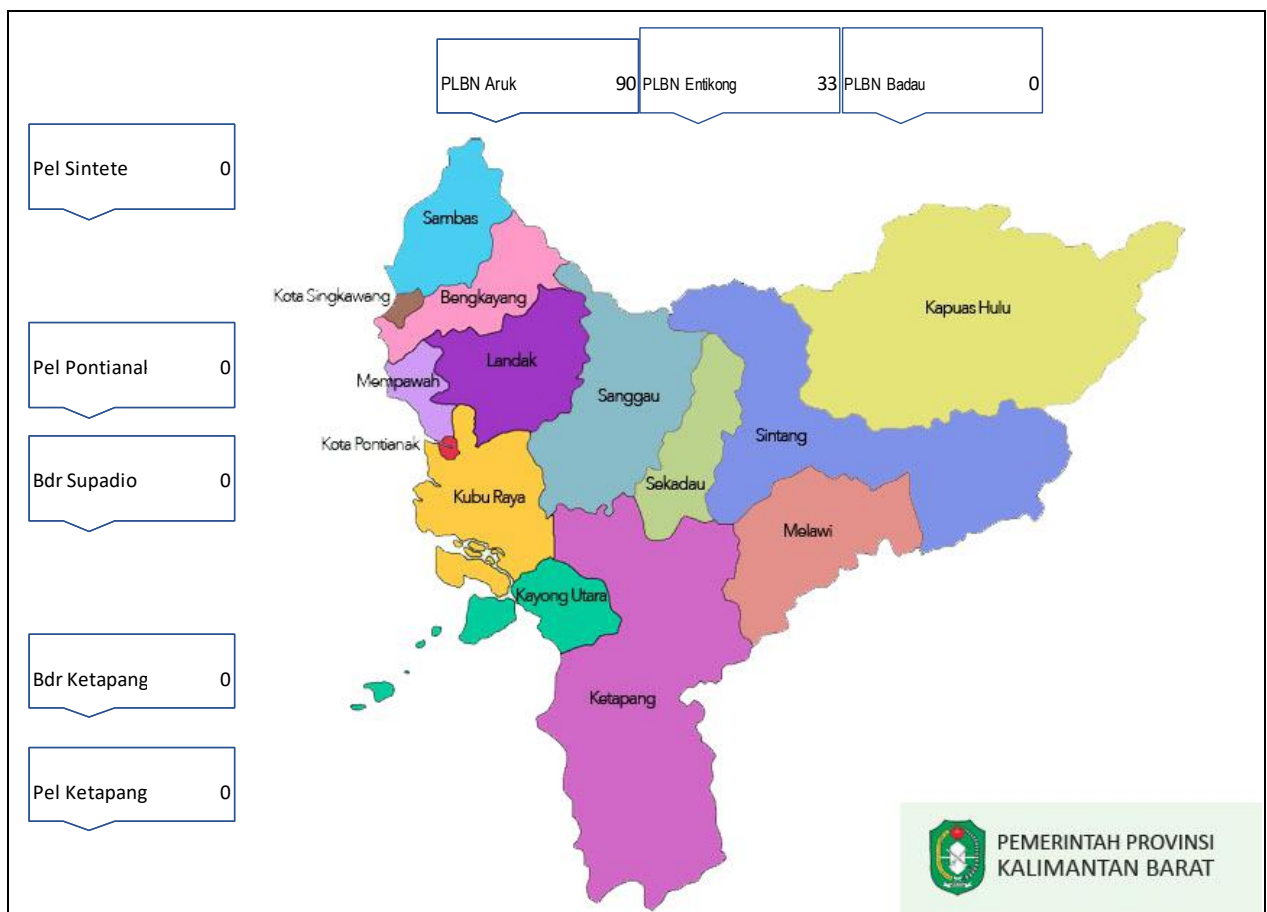 PLBN Aruk 90 PLBN Entikong 33 PLBN Badau 0
Pel Sintete 0
Sambas
Kota Singkawang
Bengkayang
Kapuas Hulu
Pel Pontianal 0
Landak
Mempawah
Sanggau
Kota Pontianak
Sintang
Bdr Supadio 0
Sekadau
Kubu Raya
Melawi
Kayong Utara
Bdr Ketapang 0
Ketapang
Pel Ketapang 0
PEMERINTAH PROVINSI
KALIMANTAN BARAT